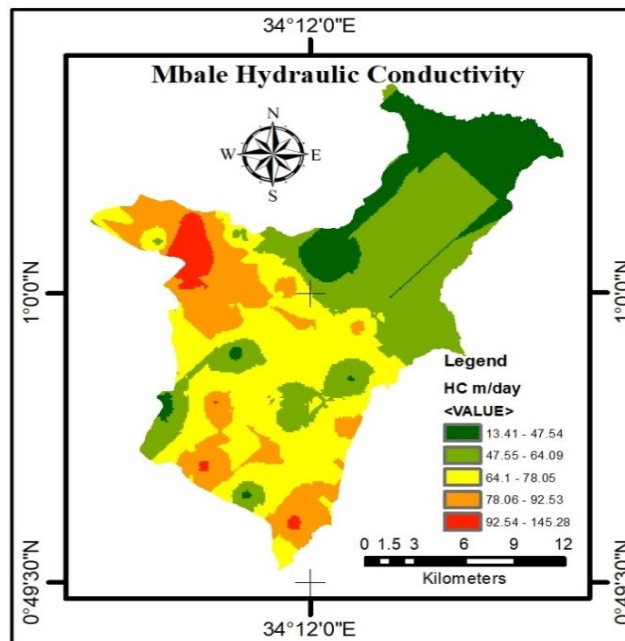 34°12'0"E
Mbale Hydraulic Conductivity
N
W E
S
1°0'0"N 1°0'0"N
Legend
HC m/day
<VALUE>
13.41 - 47.54
47.55 - 64.09
64.1 - 78.05
78.06 - 92.53
92.54 - 145.28
0 1.5 3 6 9 12
Kilometers
0°49'30"N 0°49'30"N
34°12'0"E